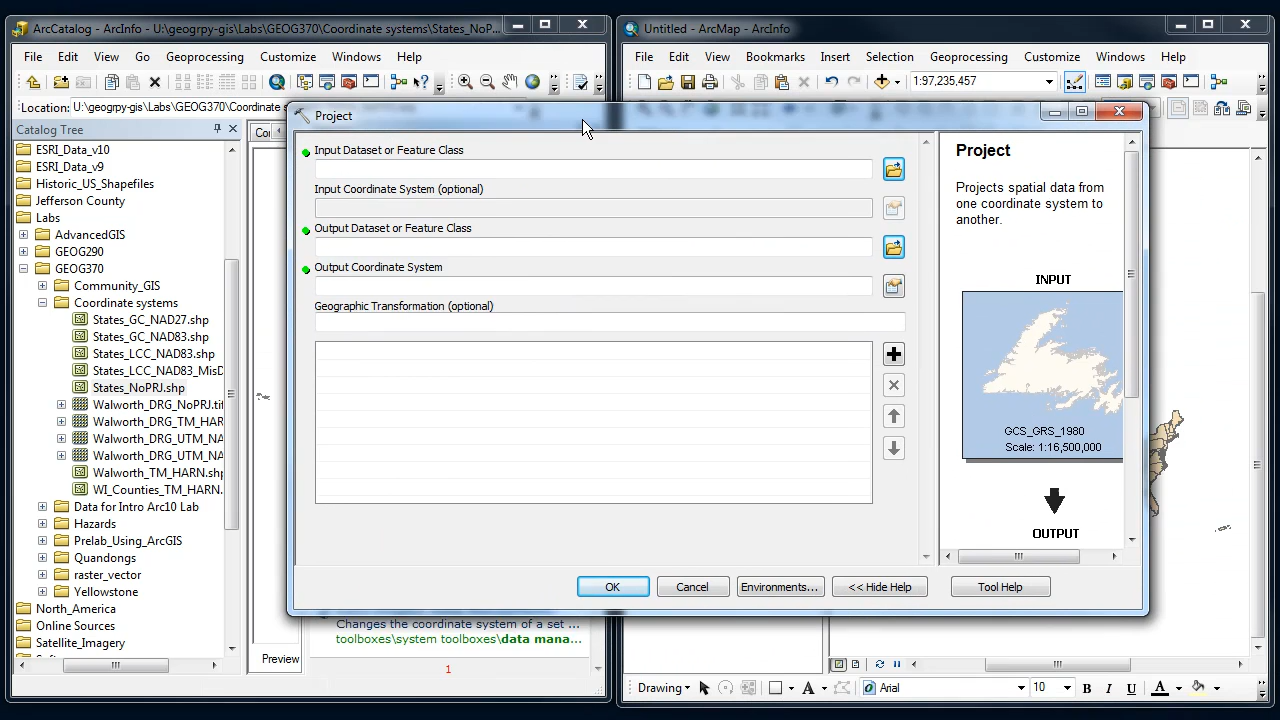 ArcCatalog - ArcInfo - U:\geogrpy-gis\Labs\GEOG370\Coordinate systems\States_NoP...
File Edit View Go Geoprocessing Customize Windows Help
Location: U:\geogrpy-gis\Labs\GEOG370\Coordinate s
Catalog Tree
ESRI_Data_v10
ESRI_Data_v9
Historic_US_Shapefiles
Jefferson County
Labs
AdvancedGIS
GEOG290
GEOG370
Community_GIS
Coordinate systems
States_GC_NAD27.shp
States_GC_NAD83.shp
States_LCC_NAD83.shp
States_LCC_NAD83_MisD
States_NoPRJ.shp
Walworth_DRG_NoPRJ.tif
Walworth_DRG_TM_HARN
Walworth_DRG_UTM_NA
Walworth_DRG_UTM_NA
Walworth_TM_HARN.shp
WI_Counties_TM_HARN.
Data for Intro Arc10 Lab
Hazards
Prelab_Using_ArcGIS
Quandongs
raster_vector
Yellowstone
North_America
Online Sources
Satellite_Imagery
Co
Preview
Changes the coordinate system of a set ...
toolboxes\system toolboxes\data mana...
1
Untitled - ArcMap - ArcInfo
File Edit View Bookmarks Insert Selection Geoprocessing Customize Windows Help
1:97,235,457
Project
Input Dataset or Feature Class
Input Coordinate System (optional)
Output Dataset or Feature Class
Output Coordinate System
Geographic Transformation (optional)
OK Cancel Environments... << Hide Help Tool Help
Project
Projects spatial data from
one coordinate system to
another.
INPUT
GCS_GRS_1980
Scale: 1:16,500,000
OUTPUT
Drawing A Arial 10 B I U A